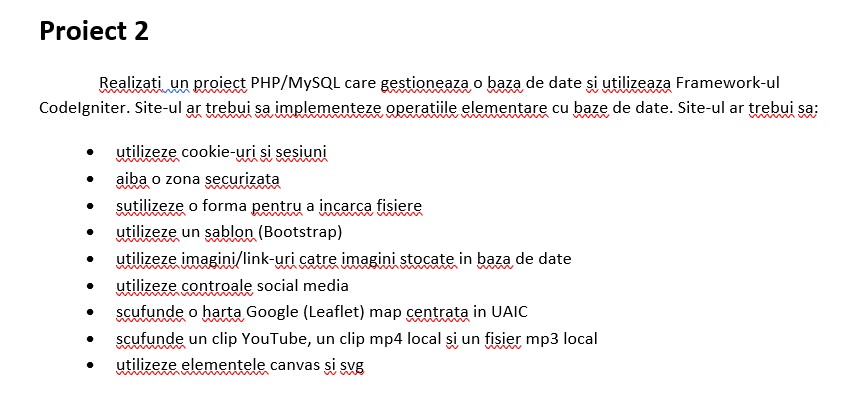 Proiect 2
Realizati un proiect PHP/MySQL care gestioneaza o baza de date si utilizeaza Framework-ul
CodeIgniter. Site-ul ar trebui sa implementeze operatiile elementare cu baze de date. Site-ul ar trebui sa:
• utilizeze cookie-uri si sesiuni
• aiba o zona securizata
• sutilizeze o forma pentru a incarca fisiere
• utilizeze un sablon (Bootstrap)
• utilizeze imagini/link-uri catre imagini stocate in baza de date
• utilizeze controale social media
• scufunde o harta Google (Leaflet) map centrata in UAIC
• scufunde un clip YouTube, un clip mp4 local si un fisier mp3 local
• utilizeze elementele canvas si svg